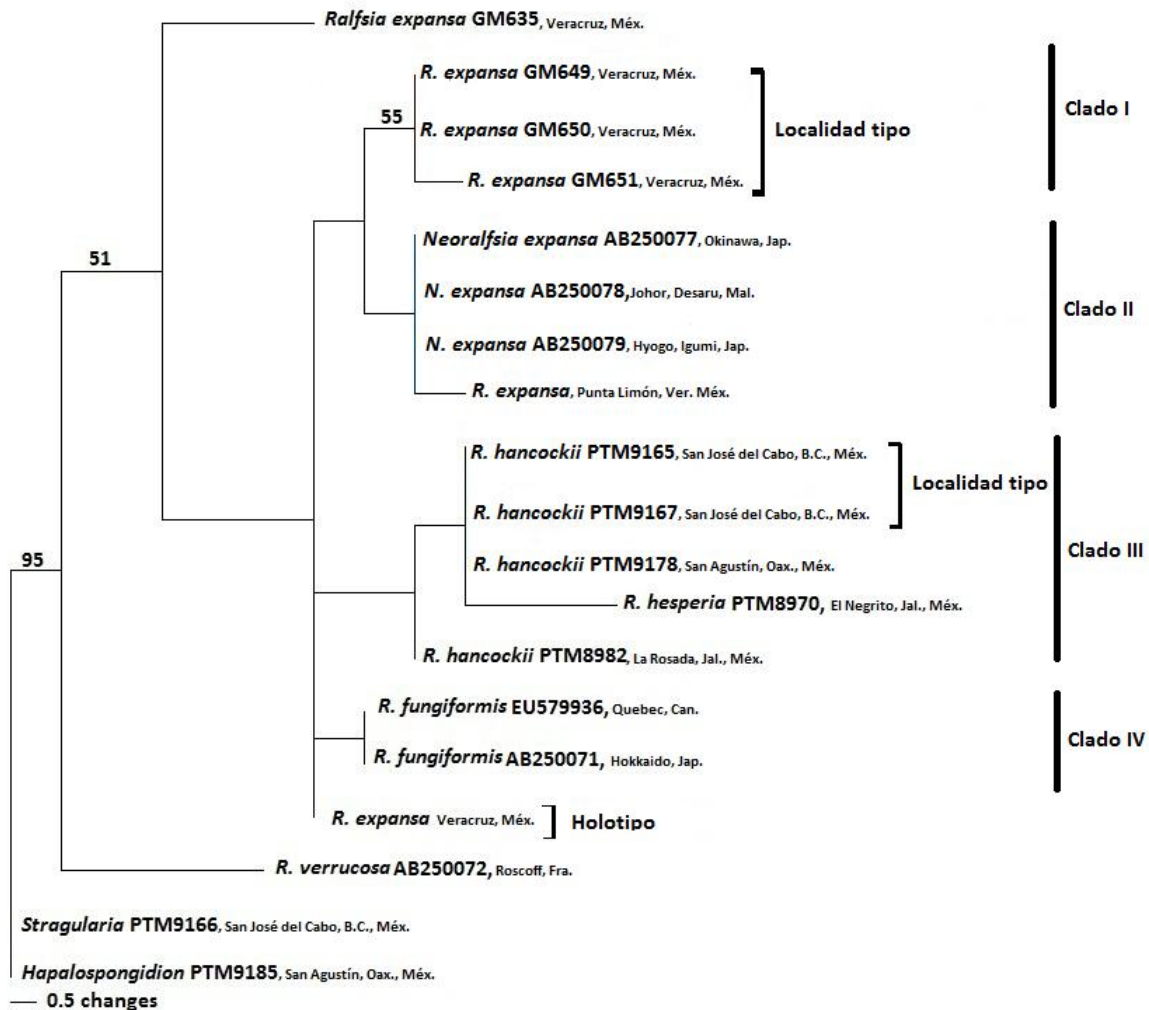 Ralfsia expansa GM635, Veracruz, Méx.
R. expansa GM649, Veracruz, Méx.
Clado I
55
R. expansa GM650, Veracruz, Méx.
Localidad tipo
R. expansa GM651, Veracruz, Méx.
Neoralfsia expansa AB250077, Okinawa, Jap.
51
N. expansa AB250078,Johor, Desaru, Mal.
Clado II
N. expansa AB250079, Hyogo, Igumi, Jap.
R. expansa, Punta Limón, Ver. Méx.
R. hancockii PTM9165, San José del Cabo, B.C., Méx.
Localidad tipo
R. hancockii PTM9167, San José del Cabo, B.C., Méx.
95
Clado III
R. hancockii PTM9178, San Agustín, Oax., Méx.
R. hesperia PTM8970, El Negrito, Jal., Méx.
R. hancockii PTM8982, La Rosada, Jal., Méx.
R. fungiformis EU579936, Quebec, Can.
Clado IV
R. fungiformis AB250071, Hokkaido, Jap.
R. expansa Veracruz, Méx.
Holotipo
R. verrucosa AB250072, Roscoff, Fra.
Stragularia PTM9166, San José del Cabo, B.C., Méx.
Hapalospongidion PTM9185, San Agustín, Oax., Méx.
0.5 changes